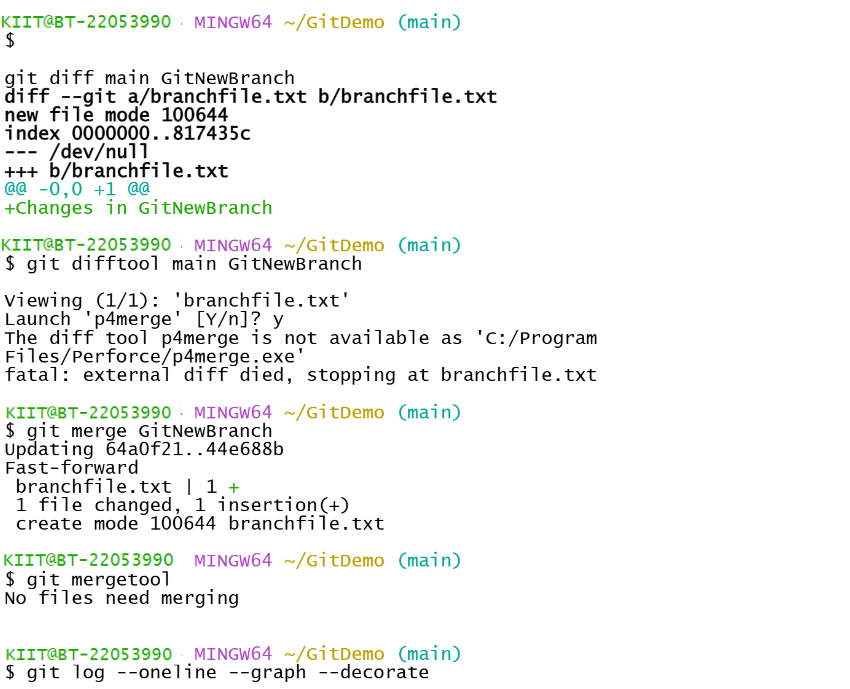 KIIT@BT-22053990 MINGW64 ~/GitDemo (main)
$
git diff main GitNewBranch
diff --git a/branchfile.txt b/branchfile.txt
new file mode 100644
index 0000000..817435c
--- /dev/null
+++ b/branchfile.txt
@@ -0,0 +1 @@
+Changes in GitNewBranch
KIIT@BT-22053990 MINGW64 ~/GitDemo (main)
$ git difftool main GitNewBranch
Viewing (1/1): 'branchfile.txt'
Launch 'p4merge' [Y/n]? y
The diff tool p4merge is not available as 'C:/Program
Files/Perforce/p4merge.exe'
fatal: external diff died, stopping at branchfile.txt
KIIT@BT-22053990 MINGW64 ~/GitDemo (main)
$ git merge GitNewBranch
Updating 64a0f21..44e688b
Fast-forward
branchfile.txt | 1 +
1 file changed, 1 insertion(+)
create mode 100644 branchfile.txt
KIIT@BT-22053990 MINGW64 ~/GitDemo (main)
$ git mergetool
No files need merging
KIIT@BT-22053990 MINGW64 ~/GitDemo (main)
$ git log --oneline --graph --decorate